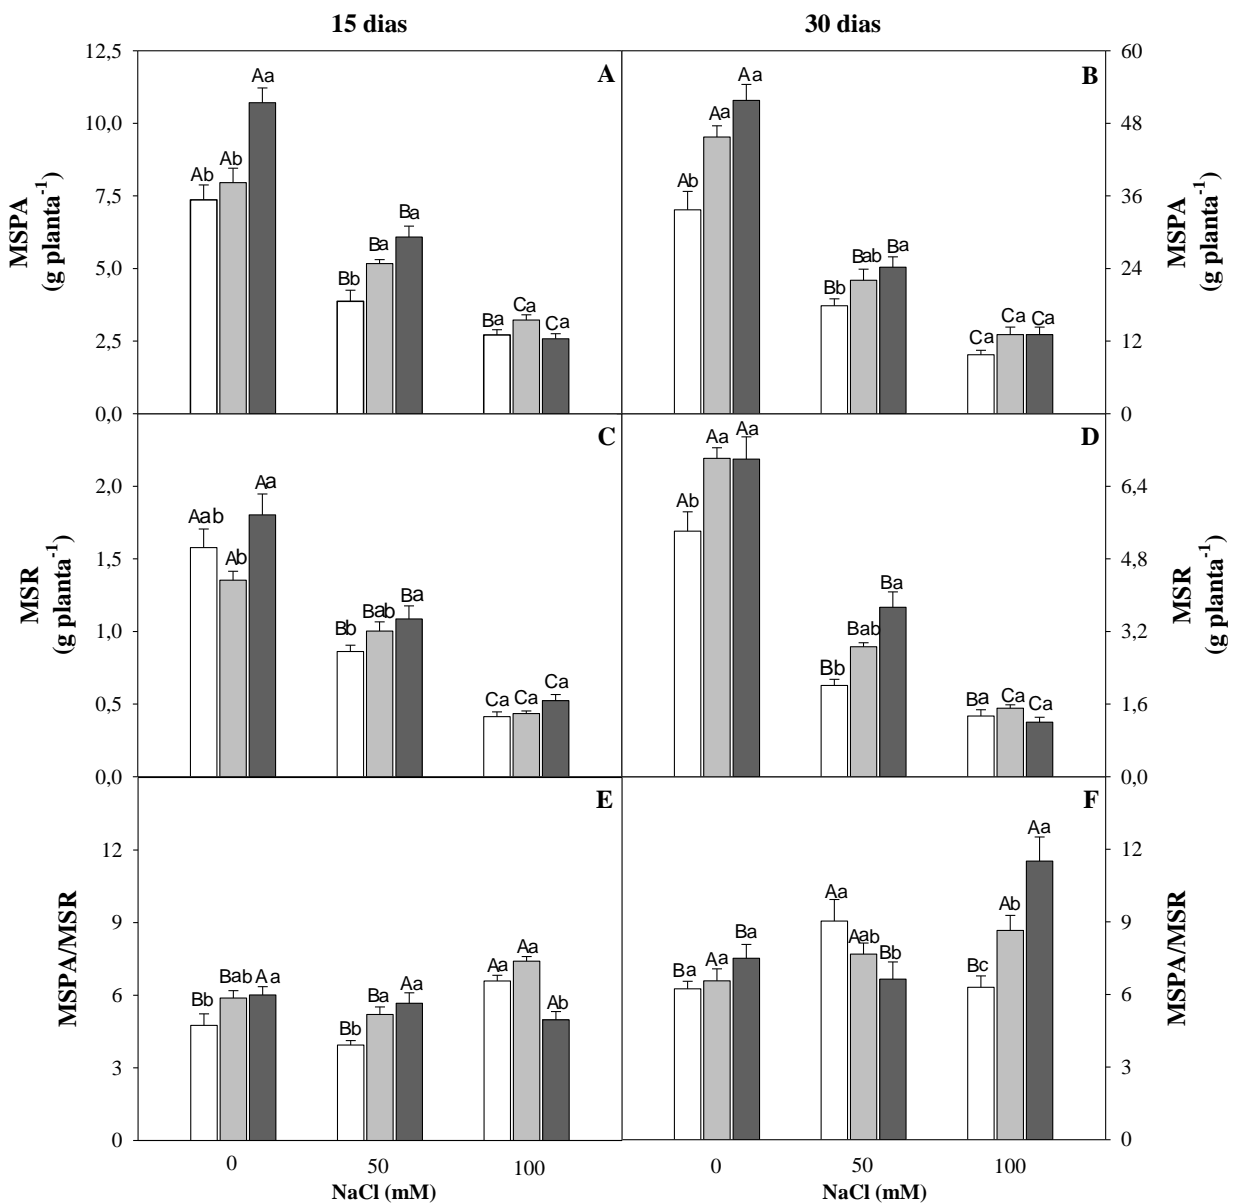 15 dias
30 dias
12,5
10,0
7,5
5,0
2,5
0,0
MSPA
(g planta-1)
A
Ab
Ab
Aa
Bb
Ba
Ba
Ba
Ca
Ca
B
Ab
Aa
Aa
Bb
Bab
Ba
Ca
Ca
Ca
60
48
36
24
12
0
MSPA
(g planta-1)
2,0
1,5
1,0
0,5
0,0
MSR
(g planta-1)
C
Aab
Ab
Aa
Bb
Bab
Ba
Ca
Ca
Ca
D
Ab
Aa
Aa
Bb
Bab
Ba
Ba
Ca
Ca
6,4
4,8
3,2
1,6
0,0
MSR
(g planta-1)
12
9
6
3
0
MSPA/MSR
E
Bb
Bab
Aa
Bb
Ba
Aa
Aa
Aa
Ab
F
Ba
Aa
Ba
Aa
Aab
Bb
Bc
Ab
Aa
12
9
6
3
0
MSPA/MSR
0
50
100
NaCl (mM)
0
50
100
NaCl (mM)